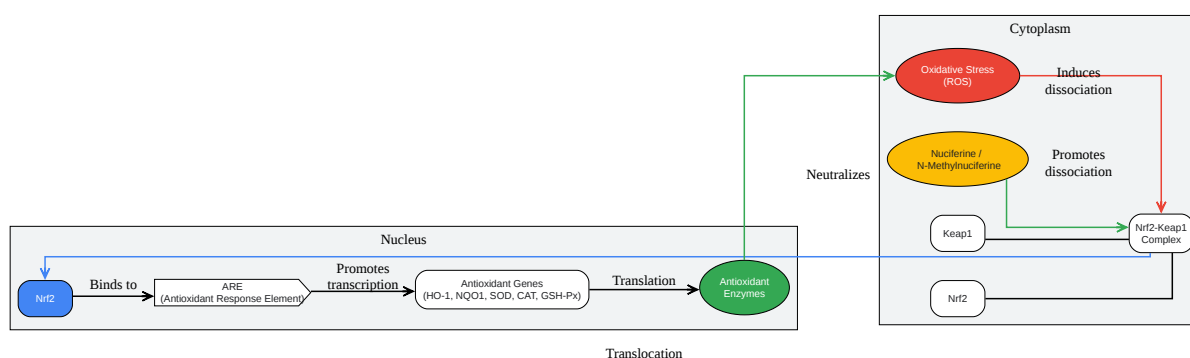 Cytoplasm
Oxidative Stress
(ROS)
Induces
dissociation
Nuciferine /
N-Methylnuciferine
Promotes
dissociation
Neutralizes
Keap1
Nrf2-Keap1
Complex
Nrf2
Nucleus
Nrf2
Binds to
ARE
(Antioxidant Response Element)
Promotes
transcription
Antioxidant Genes
(HO-1, NQO1, SOD, CAT, GSH-Px)
Translation
Antioxidant
Enzymes
Translocation